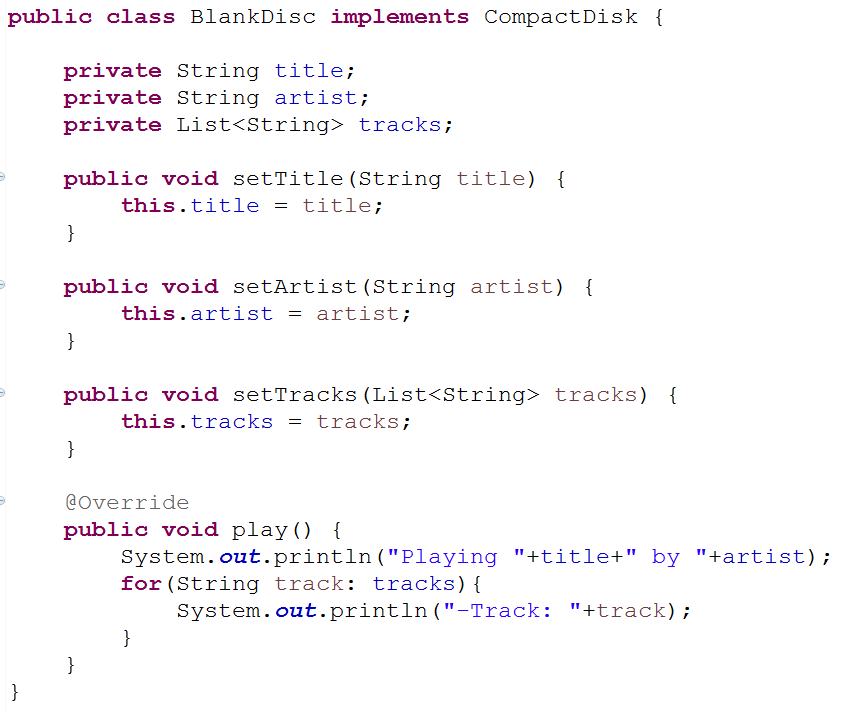 public class BlankDisc implements CompactDisk {
private String title;
private String artist;
private List<String> tracks;
public void setTitle(String title) {
this.title = title;
}
public void setArtist(String artist) {
this.artist = artist;
}
public void setTracks(List<String> tracks) {
this.tracks = tracks;
}
@Override
public void play() {
System.out.println("Playing "+title+" by "+artist);
for(String track: tracks){
System.out.println("-Track: "+track);
}
}
}